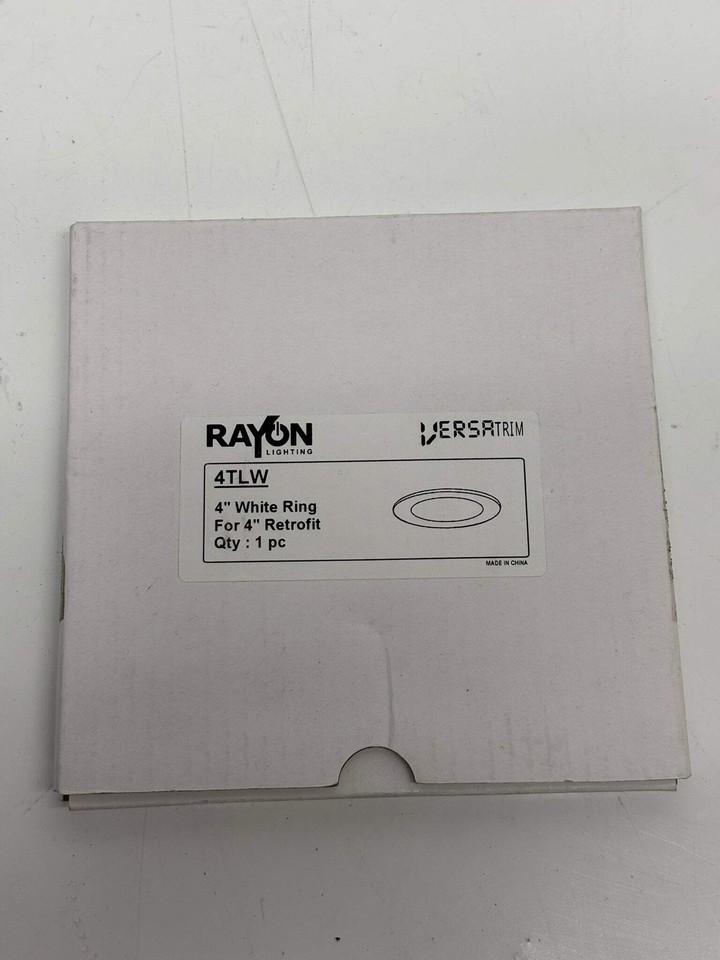 RAYON
LIGHTING
VERSATRIM
4TLW
4" White Ring
For 4" Retrofit
Qty : 1 pc
MADE IN CHINA